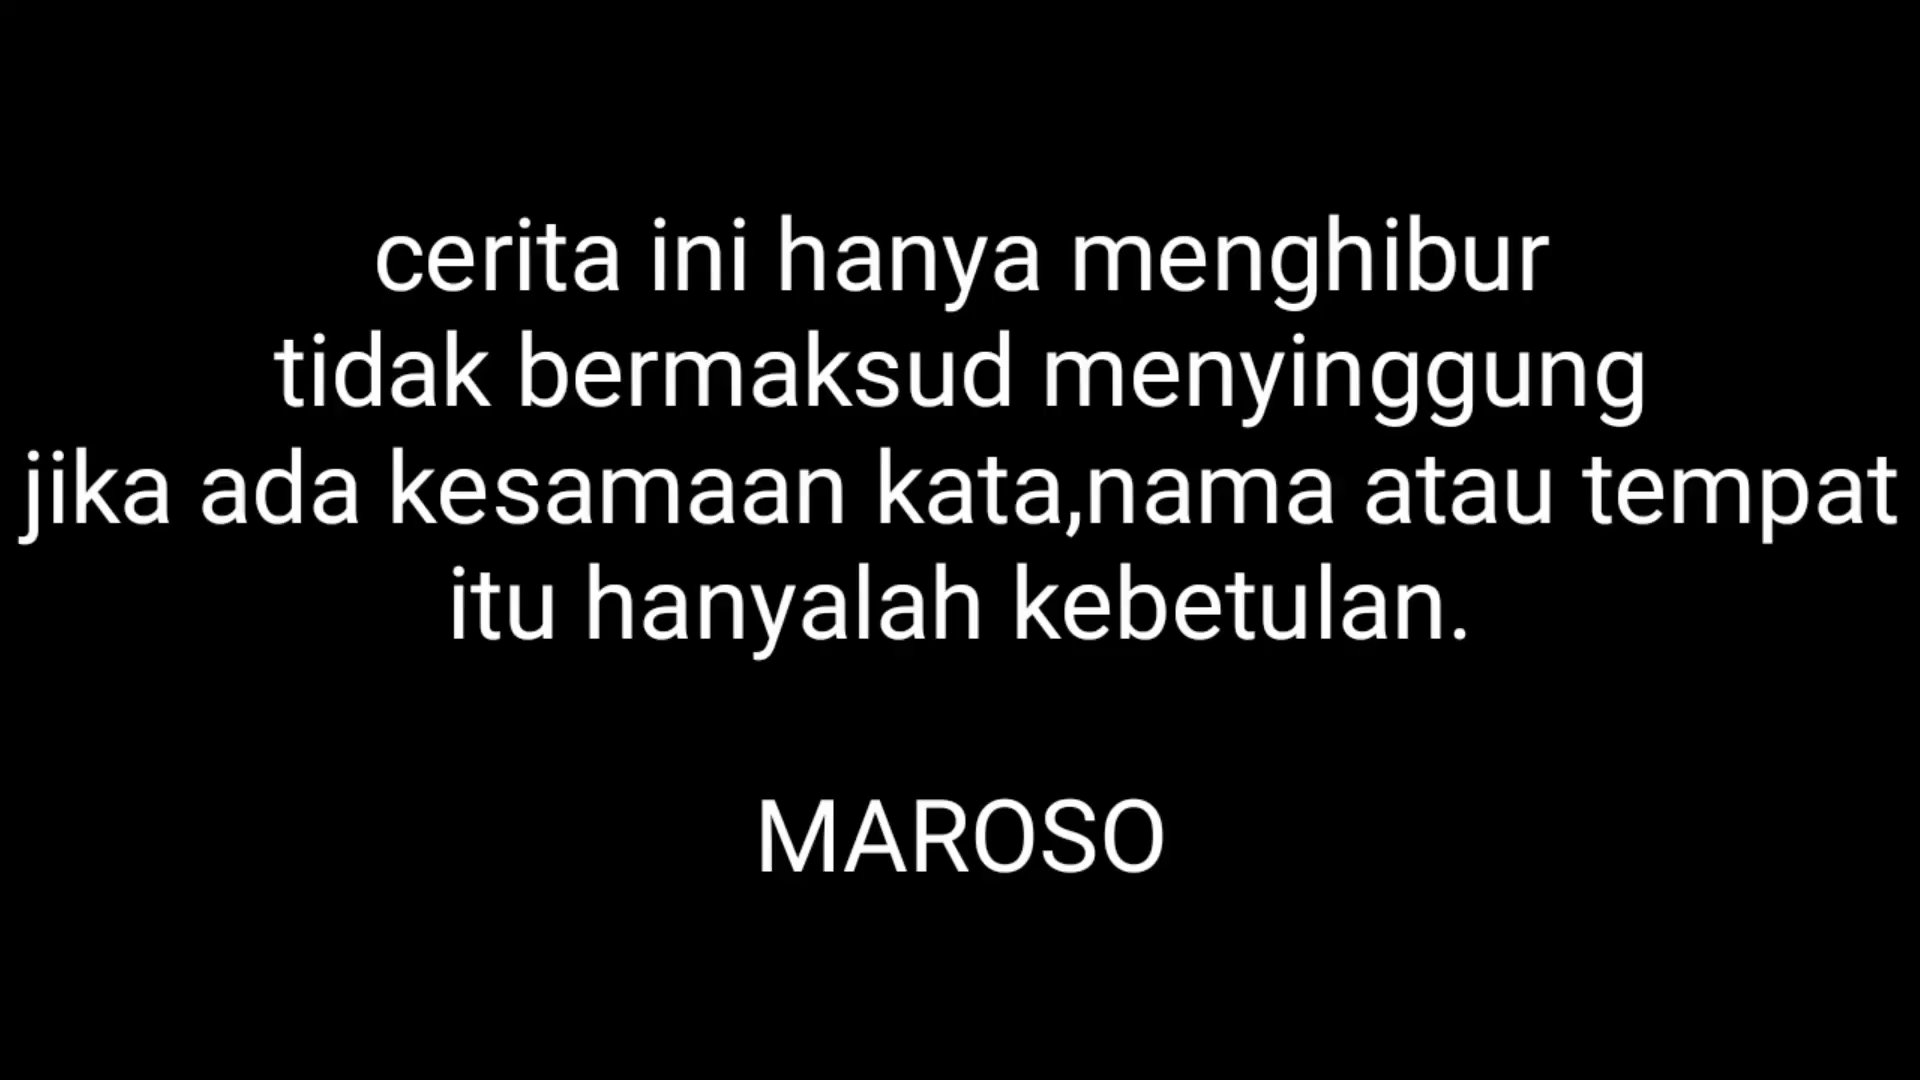 cerita ini hanya menghibur
tidak bermaksud menyinggung
jika ada kesamaan kata,nama atau tempat
itu hanyalah kebetulan.
MAROSO